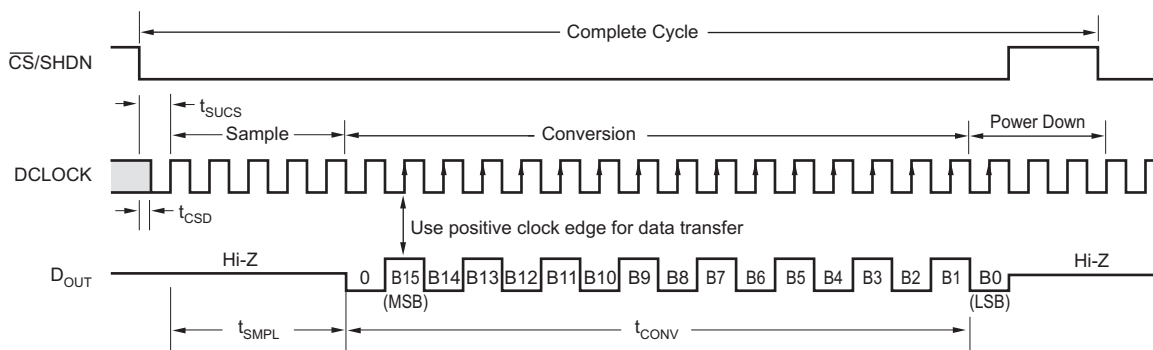 Complete Cycle
CS/SHDN
tSUCS
Sample
Conversion
Power Down
DCLOCK
tCSD
Use positive clock edge for data transfer
DOUT
Hi-Z
0 B15 B14 B13 B12 B11 B10 B9 B8 B7 B6 B5 B4 B3 B2 B1 B0
Hi-Z
(MSB)
(LSB)
tSMPL
tCONV